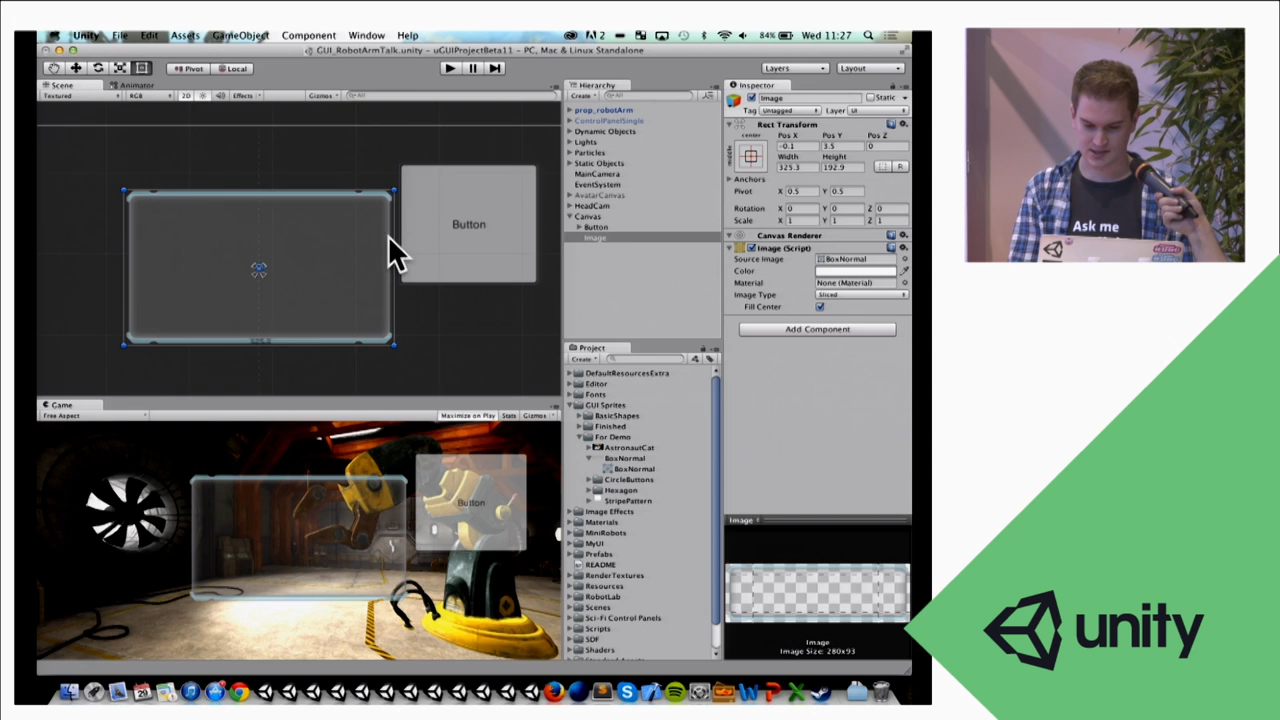 Unity File Edit Assets GameObject Component Window Help
2 84% Wed 11:27
GUI_RobotArmTalk.unity - uGUIProjectBeta11 - PC, Mac & Linux Standalone
Pivot Local
Layers Layout
Scene Animator
Textured RGB 2D Effects Gizmos All
Button
Game
Free Aspect Maximize on Play Stats Gizmos
Button
Hierarchy
Create All
prop_robotArm
ControlPanelSingle
Dynamic Objects
Lights
Particles
Static Objects
MainCamera
EventSystem
AvatarCanvas
HeadCam
Canvas
Button
Image
Project
Create
DefaultResourcesExtra
Editor
Fonts
GUI Sprites
BasicShapes
Finished
For Demo
AstronautCat
BoxNormal
BoxNormal
CircleButtons
Hexagon
StripePattern
Image Effects
Materials
MiniRobots
MyUI
Prefabs
README
RenderTextures
Resources
RobotLab
Scenes
Sci-Fi Control Panels
Scripts
SDF
Shaders
Inspector
Image Static
Tag Untagged Layer UI
Rect Transform
center
middle
Pos X Pos Y Pos Z
-0.1 3.5 0
Width Height
325.3 192.9
R
Anchors
Pivot X 0.5 Y 0.5
Rotation X 0 Y 0 Z 0
Scale X 1 Y 1 Z 1
Canvas Renderer
Image (Script)
Source Image BoxNormal
Color
Material None (Material)
Image Type Sliced
Fill Center
Add Component
Image
Image
Image Size: 280x93
29
Ask me
unity